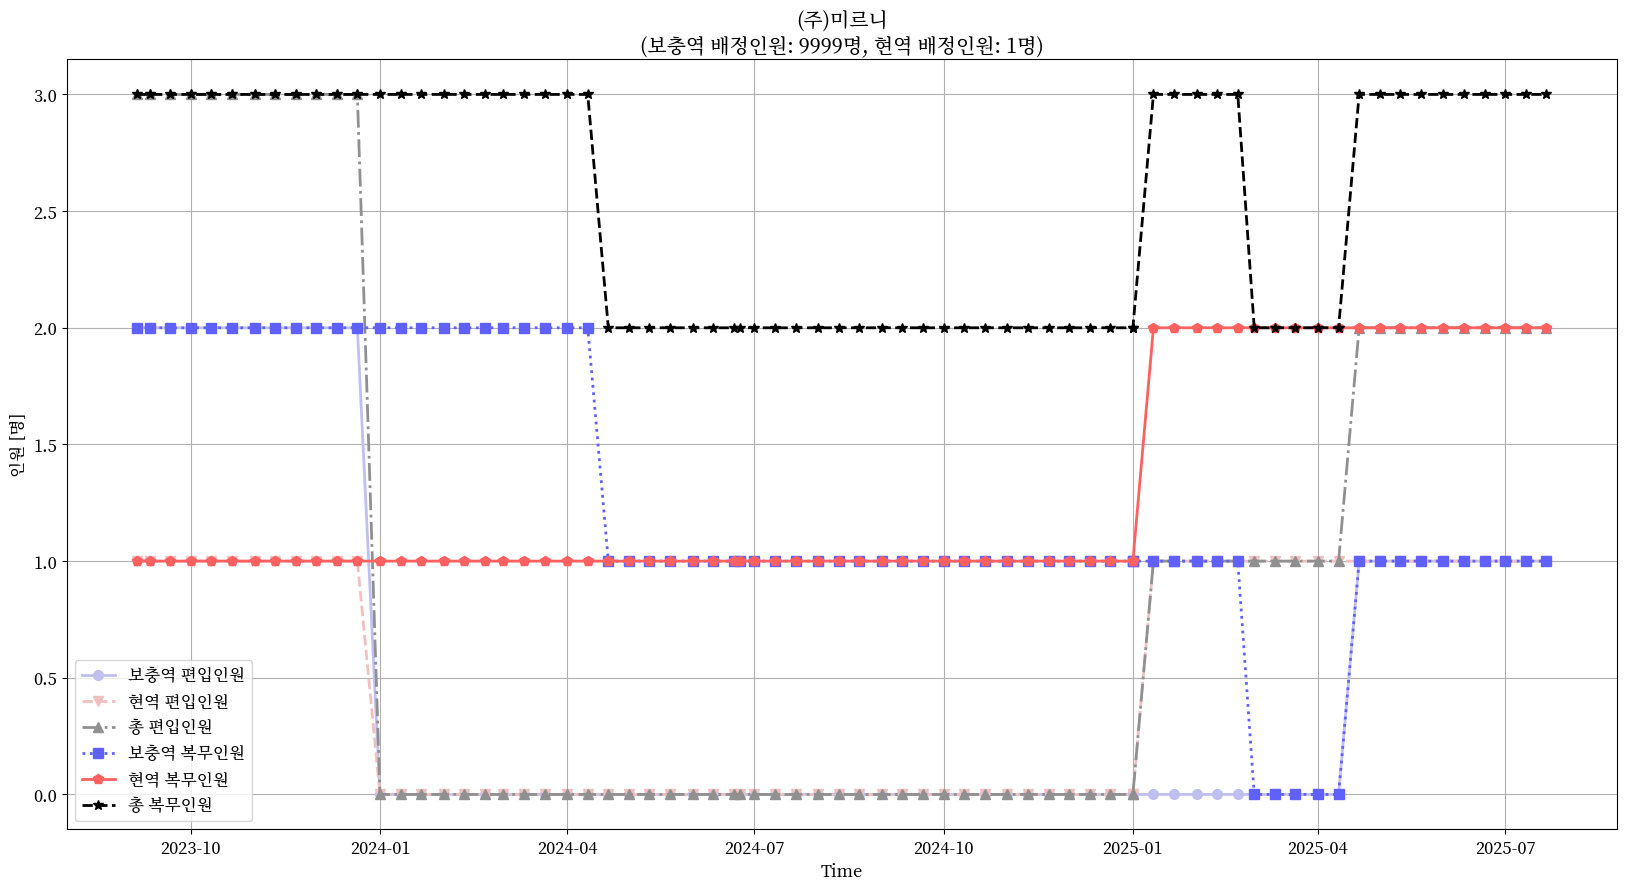 (주)미르니
(보충역 배정인원: 9999명, 현역 배정인원: 1명)
인원 [명]
3.0
2.5
2.0
1.5
1.0
0.5
0.0
보충역 편입인원
현역 편입인원
총 편입인원
보충역 복무인원
현역 복무인원
총 복무인원
2023-10 2024-01 2024-04 2024-07 2024-10 2025-01 2025-04 2025-07
Time